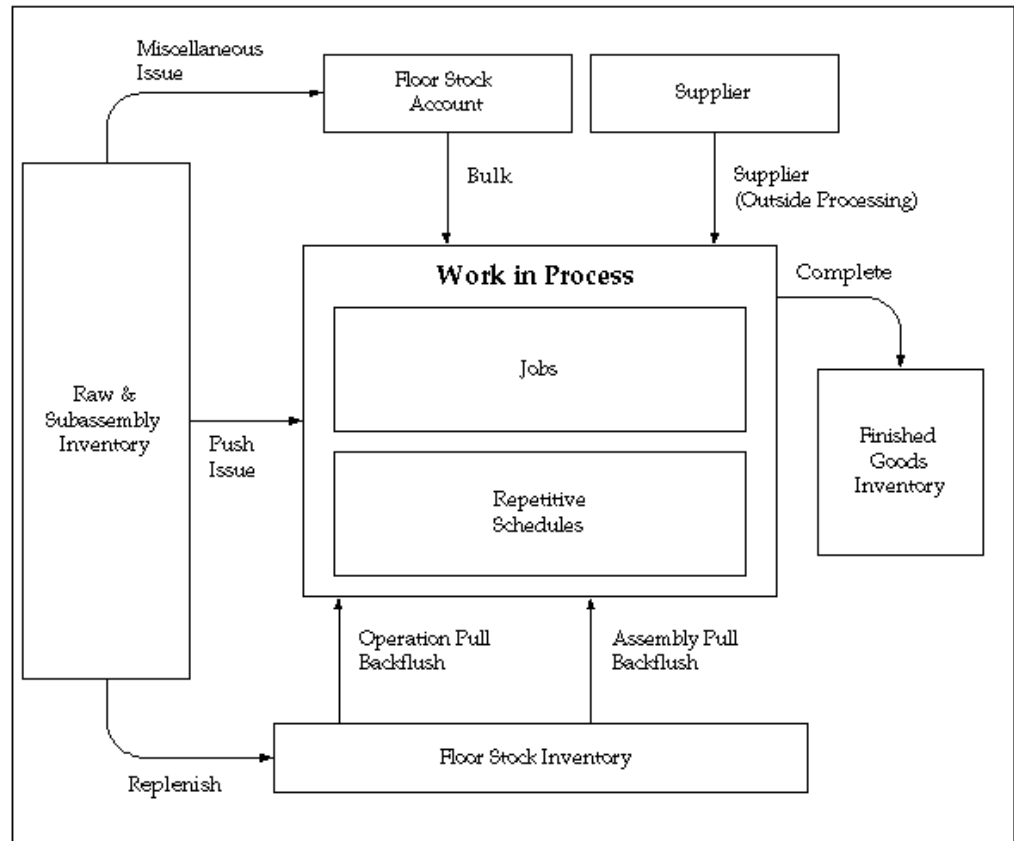 Miscellaneous
Issue
Floor Stock
Account
Supplier
Bulk
Supplier
(Outside Processing)
Work in Process
Complete
Jobs
Raw &
Subassembly
Inventory
Push
Issue
Finished
Goods
Inventory
Repetitive
Schedules
Operation Pull
Backflush
Assembly Pull
Backflush
Floor Stock Inventory
Replenish